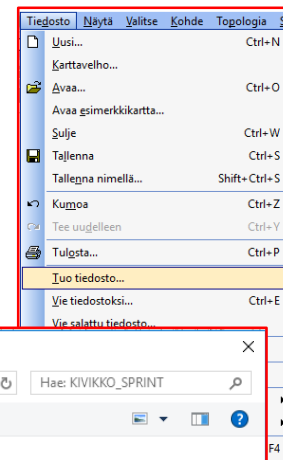 Tiedosto Näytä Valitse Kohde Topologia S
Uusi... Ctrl+N
Karttavelho...
Avaa... Ctrl+O
Avaa esimerkkikartta...
Sulje Ctrl+W
Tallenna Ctrl+S
Tallenna nimellä... Shift+Ctrl+S
Kumoa Ctrl+Z
Tee uudelleen Ctrl+Y
Tulosta... Ctrl+P
Tuo tiedosto...
Vie tiedostoksi... Ctrl+E
Vie salattu tiedosto...
Hae: KIVIKKO_SPRINT
F4